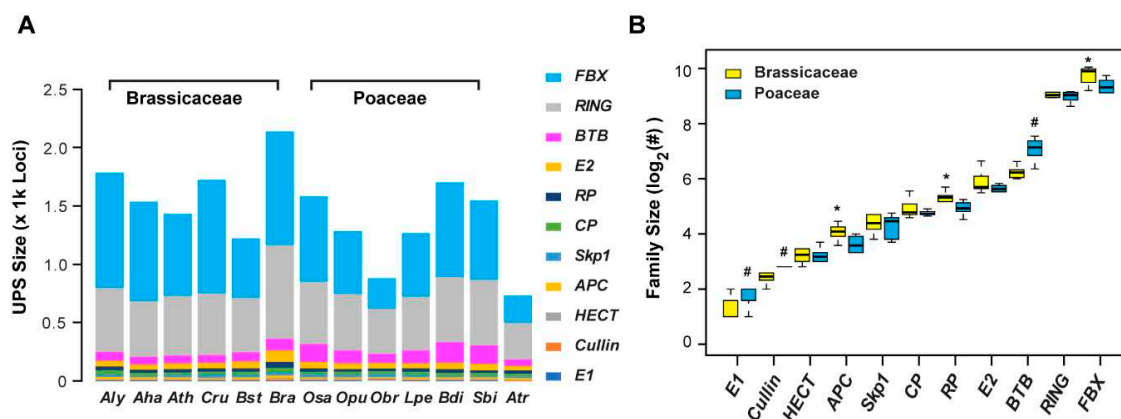 A
Brassicaceae
Poaceae
UPS Size (x 1k Loci)
2.5
2.0
1.5
1.0
0.5
0
Aly Aha Ath Cru Bst Bra Osa Opu Obr Lpe Bdi Sbi Atr
FBX
RING
BTB
E2
RP
CP
Skp1
APC
HECT
Cullin
E1
B
Brassicaceae
Poaceae
Family Size (log2(#))
10
8
6
4
2
0
#
#
*
*
#
*
E1 Cullin HECT APC Skp1 CP RP E2 BTB RING FBX